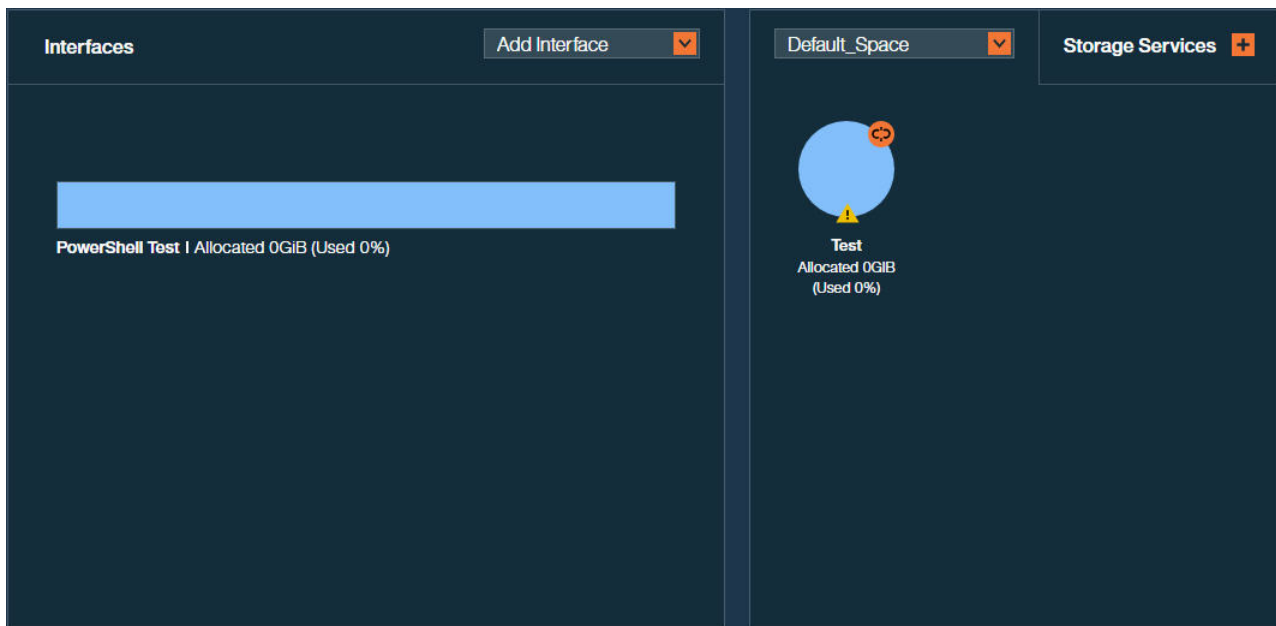 Interfaces
Add Interface
Default_Space
Storage Services
PowerShell Test | Allocated 0GiB (Used 0%)
Test
Allocated 0GiB
(Used 0%)